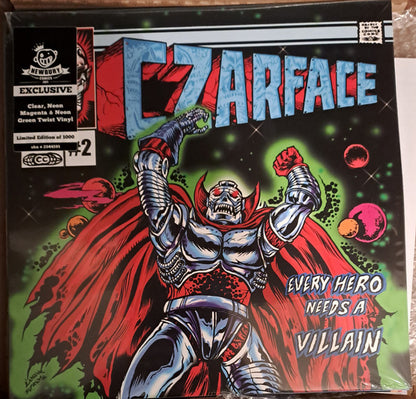 NEWBURY
COMICS
EXCLUSIVE
Clear, Neon
Magenta & Neon
Green Twist Vinyl
Limited Edition of 1000
CC
#2
CZARFACE
EVERY HERO
NEEDS A
VILLAIN